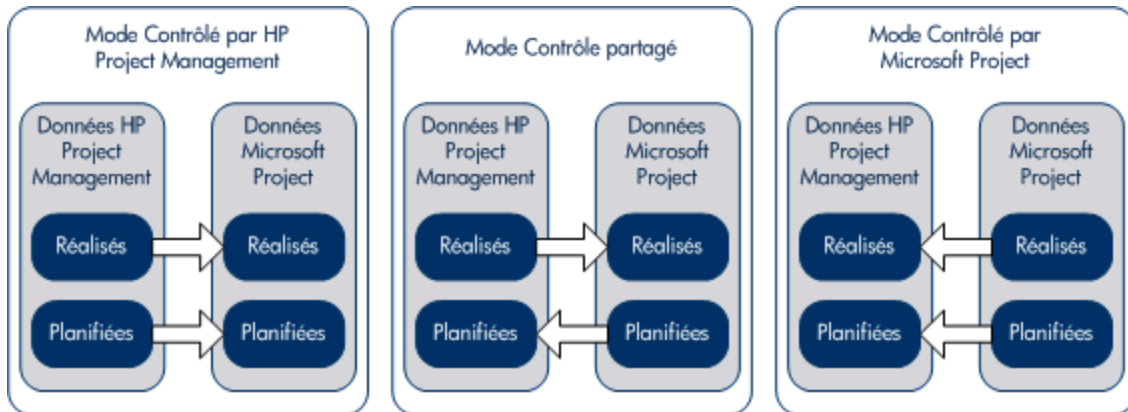 Mode Contrôlé par HP
Project Management
Données HP
Project
Management
Données
Microsoft
Project
Réalisés
Réalisés
Planifiées
Planifiées
Mode Contrôle partagé
Données HP
Project
Management
Données
Microsoft
Project
Réalisés
Réalisés
Planifiées
Planifiées
Mode Contrôlé par
Microsoft Project
Données HP
Project
Management
Données
Microsoft
Project
Réalisés
Réalisés
Planifiées
Planifiées